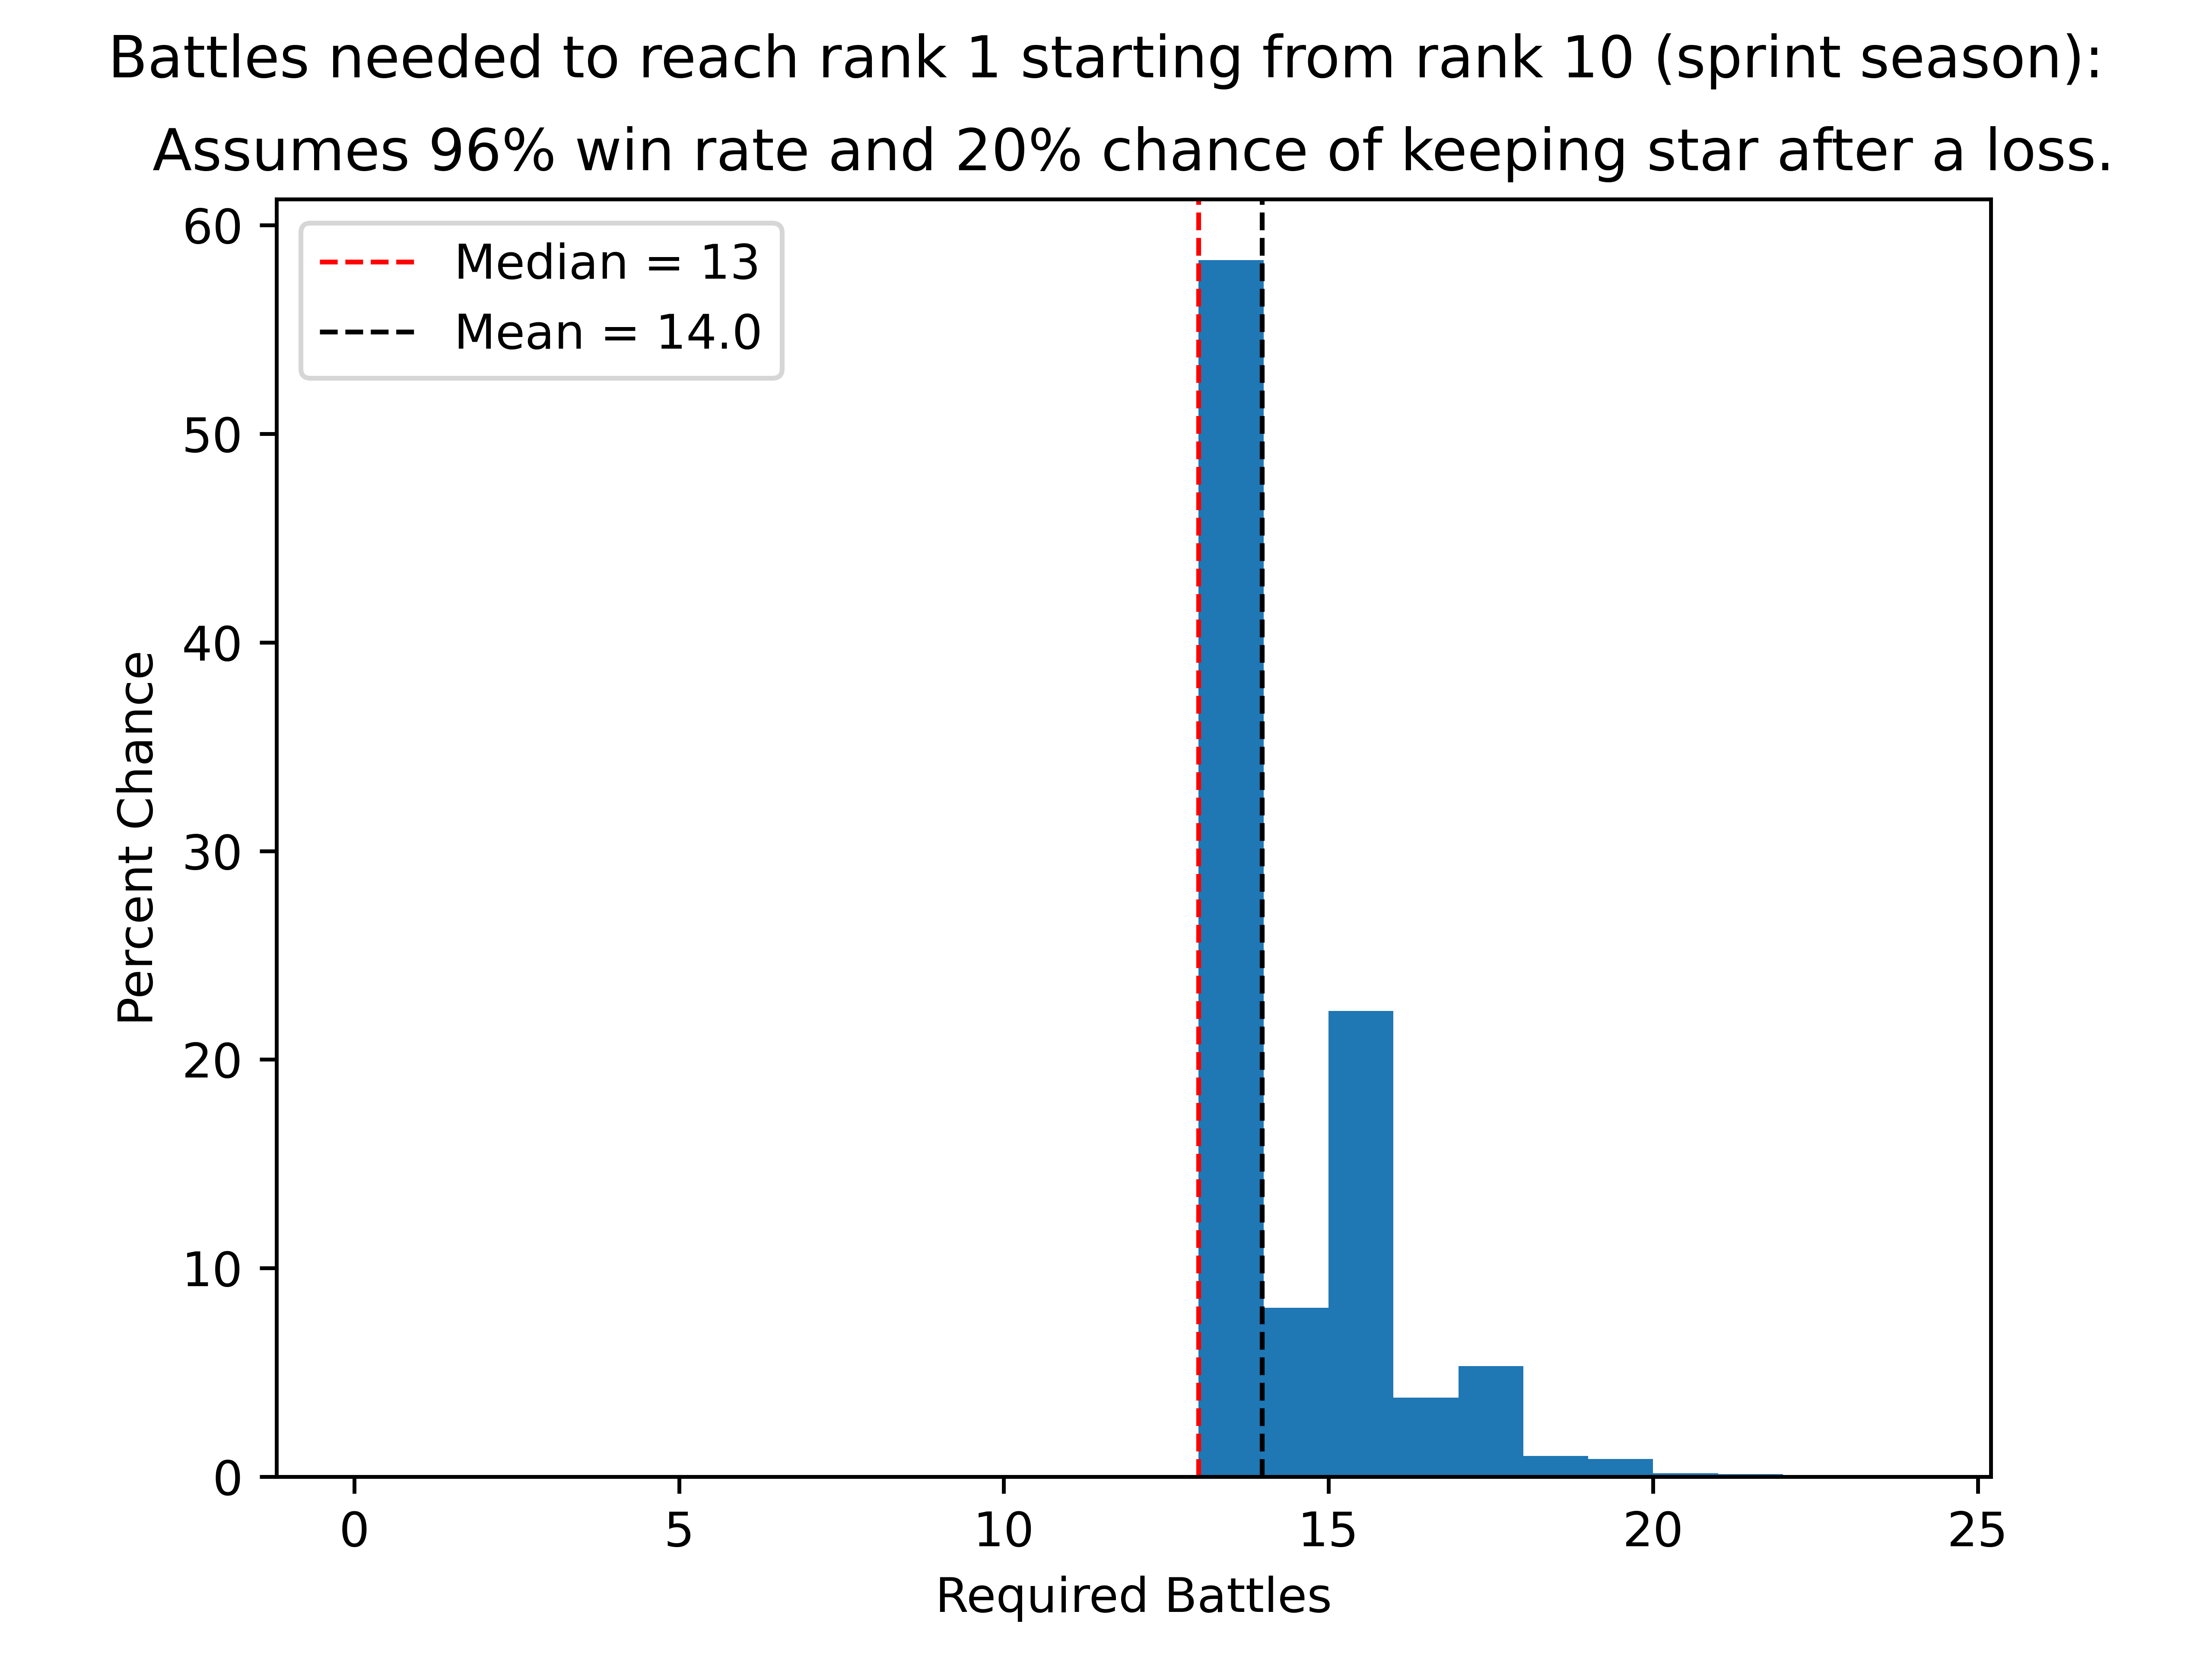 Battles needed to reach rank 1 starting from rank 10 (sprint season):
Assumes 96% win rate and 20% chance of keeping star after a loss.
Median = 13
Mean = 14.0
60
50
40
30
20
10
0
Percent Chance
0 5 10 15 20 25
Required Battles